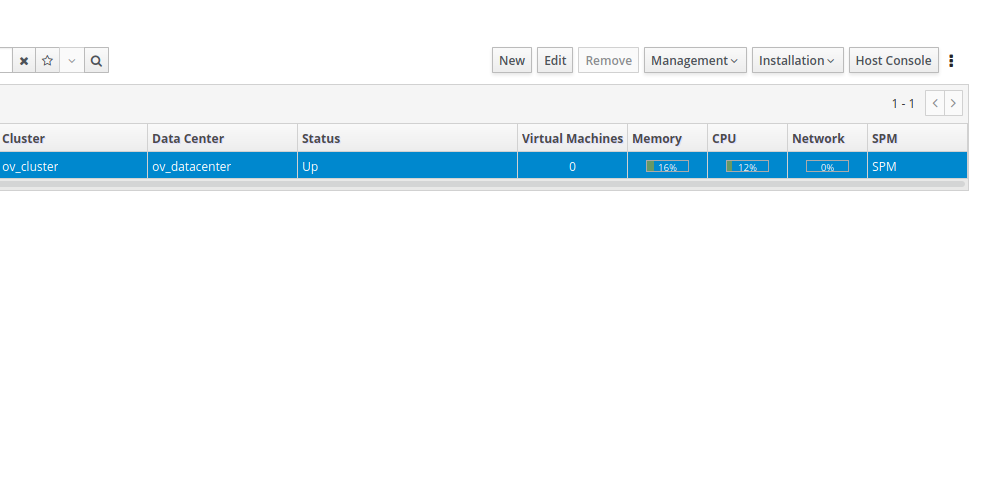 New Edit Remove Management Installation Host Console
1 - 1
Cluster Data Center Status Virtual Machines Memory CPU Network SPM
ov_cluster ov_datacenter Up 0 16% 12% 0% SPM